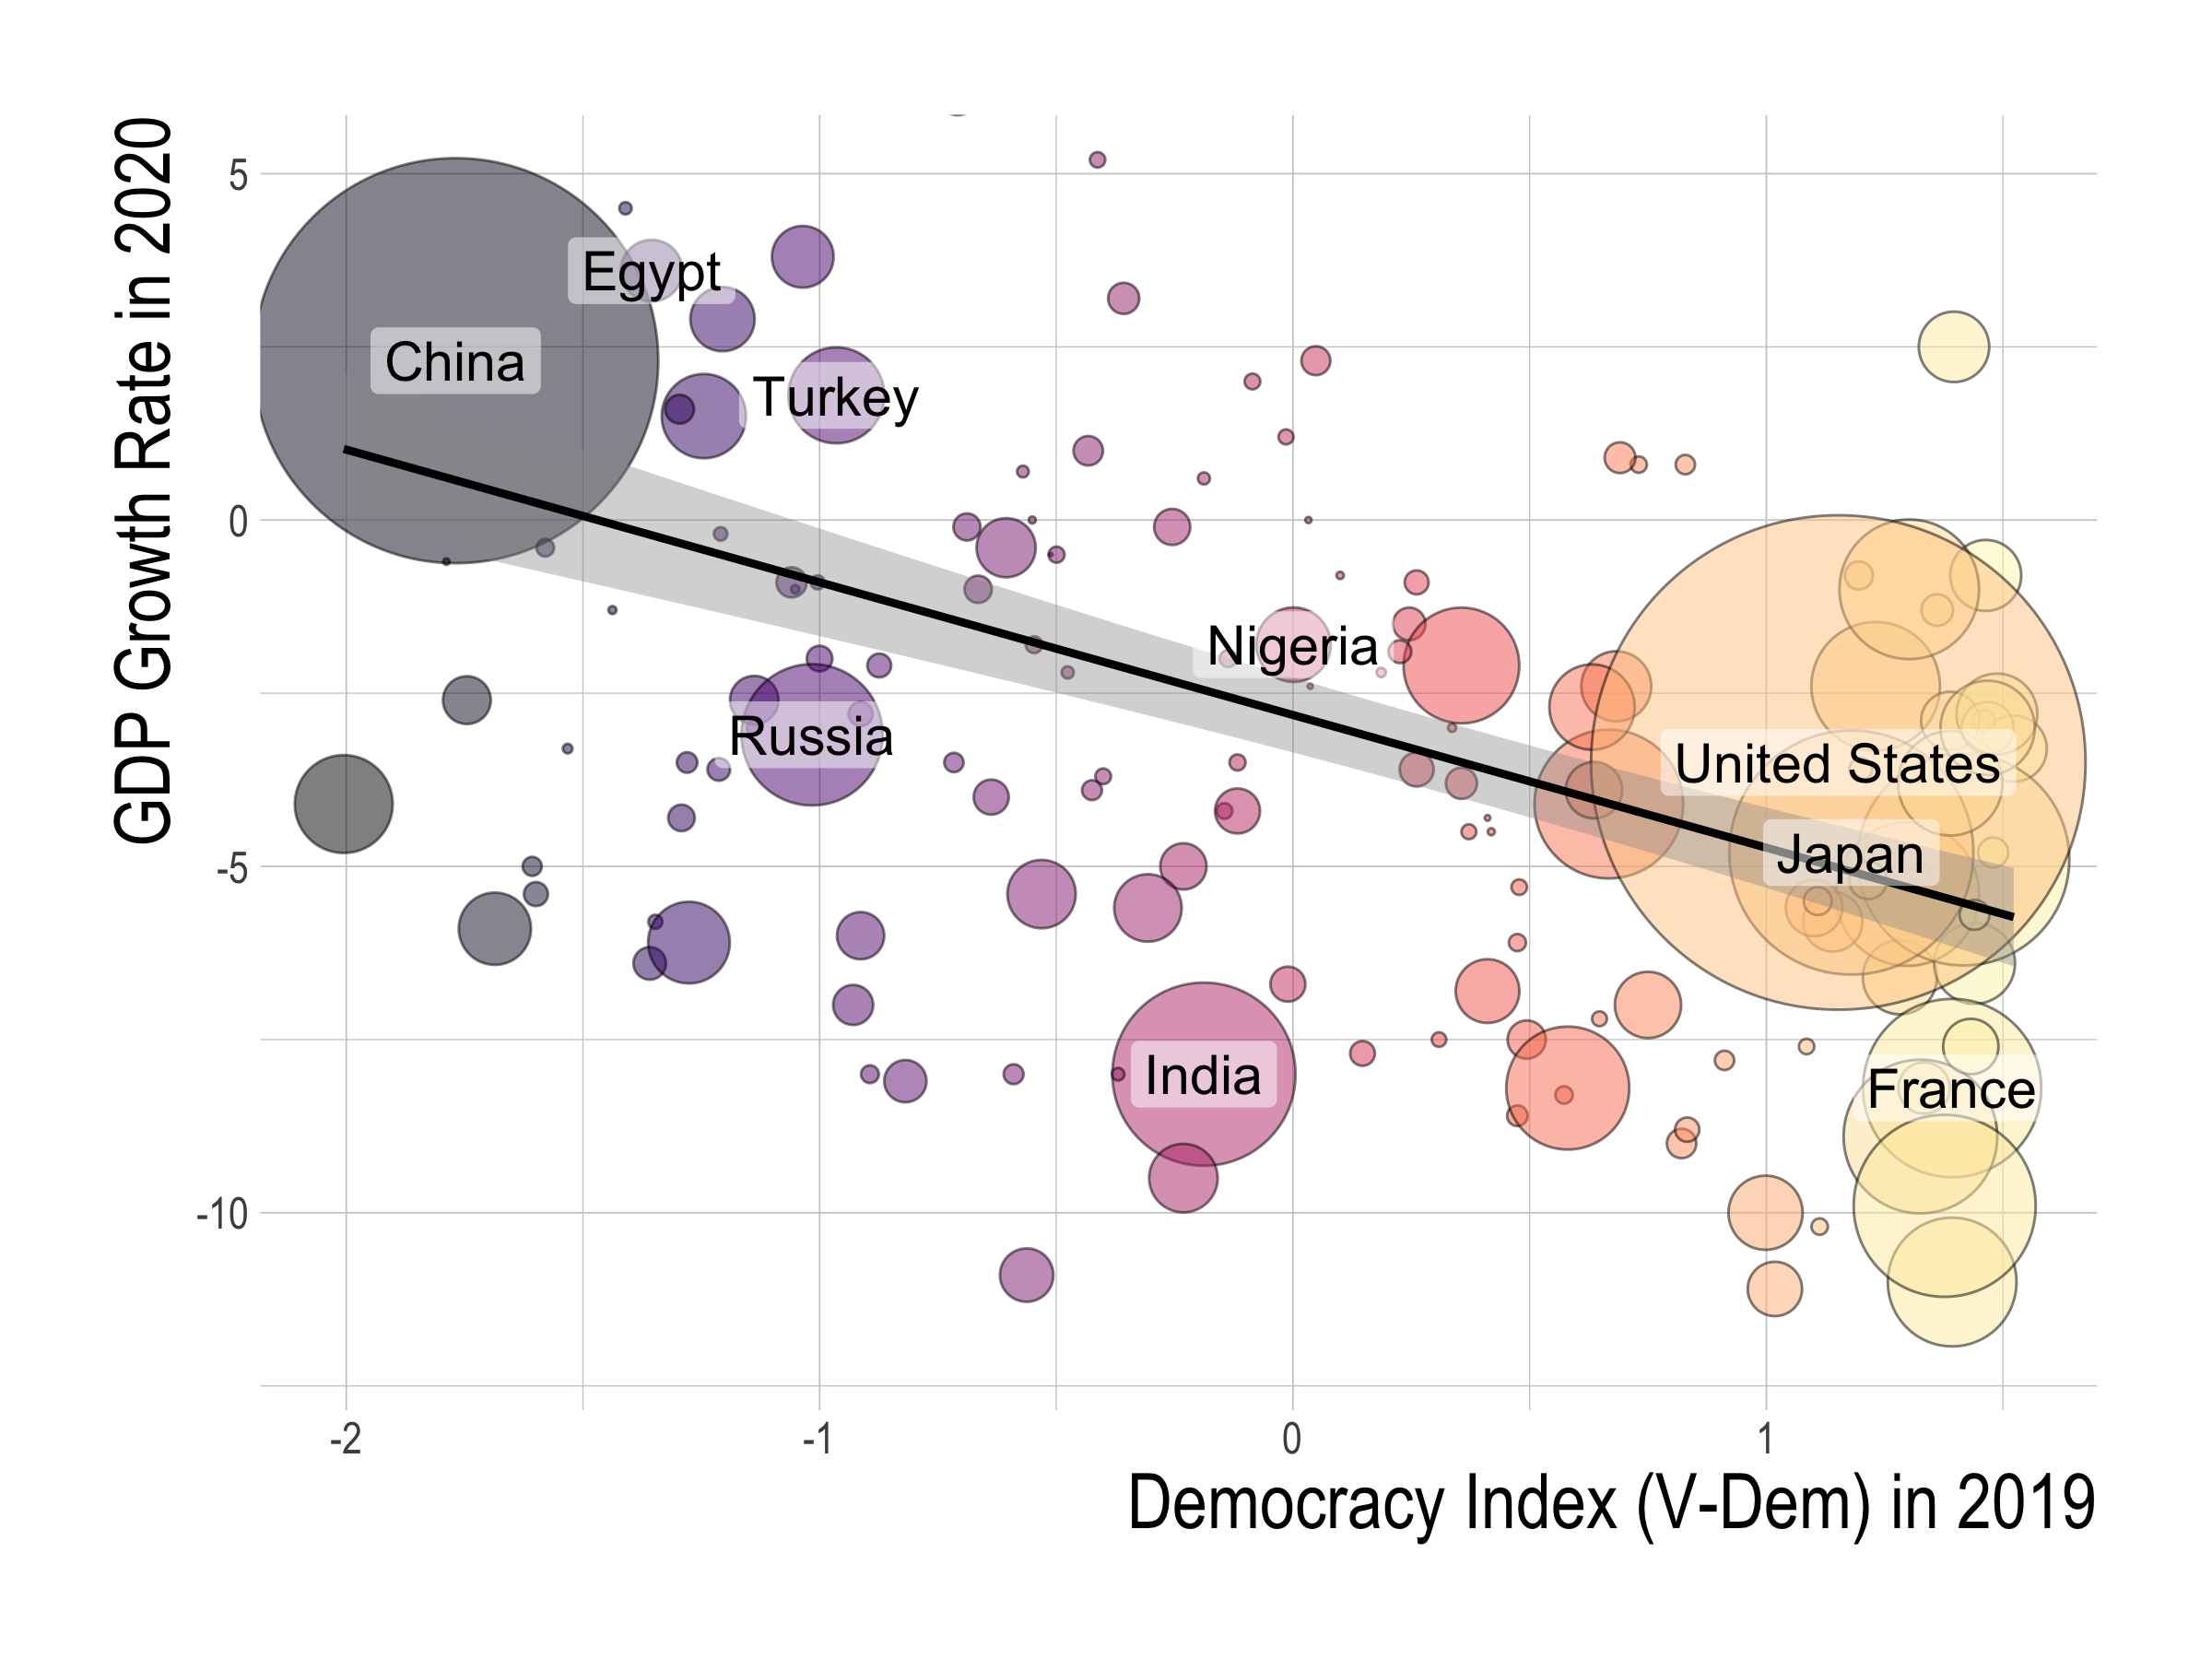 GDP Growth Rate in 2020
5
0
-5
-10
Egypt
China
Turkey
Nigeria
Russia
United States
Japan
India
France
-2
-1
0
1
Democracy Index (V-Dem) in 2019